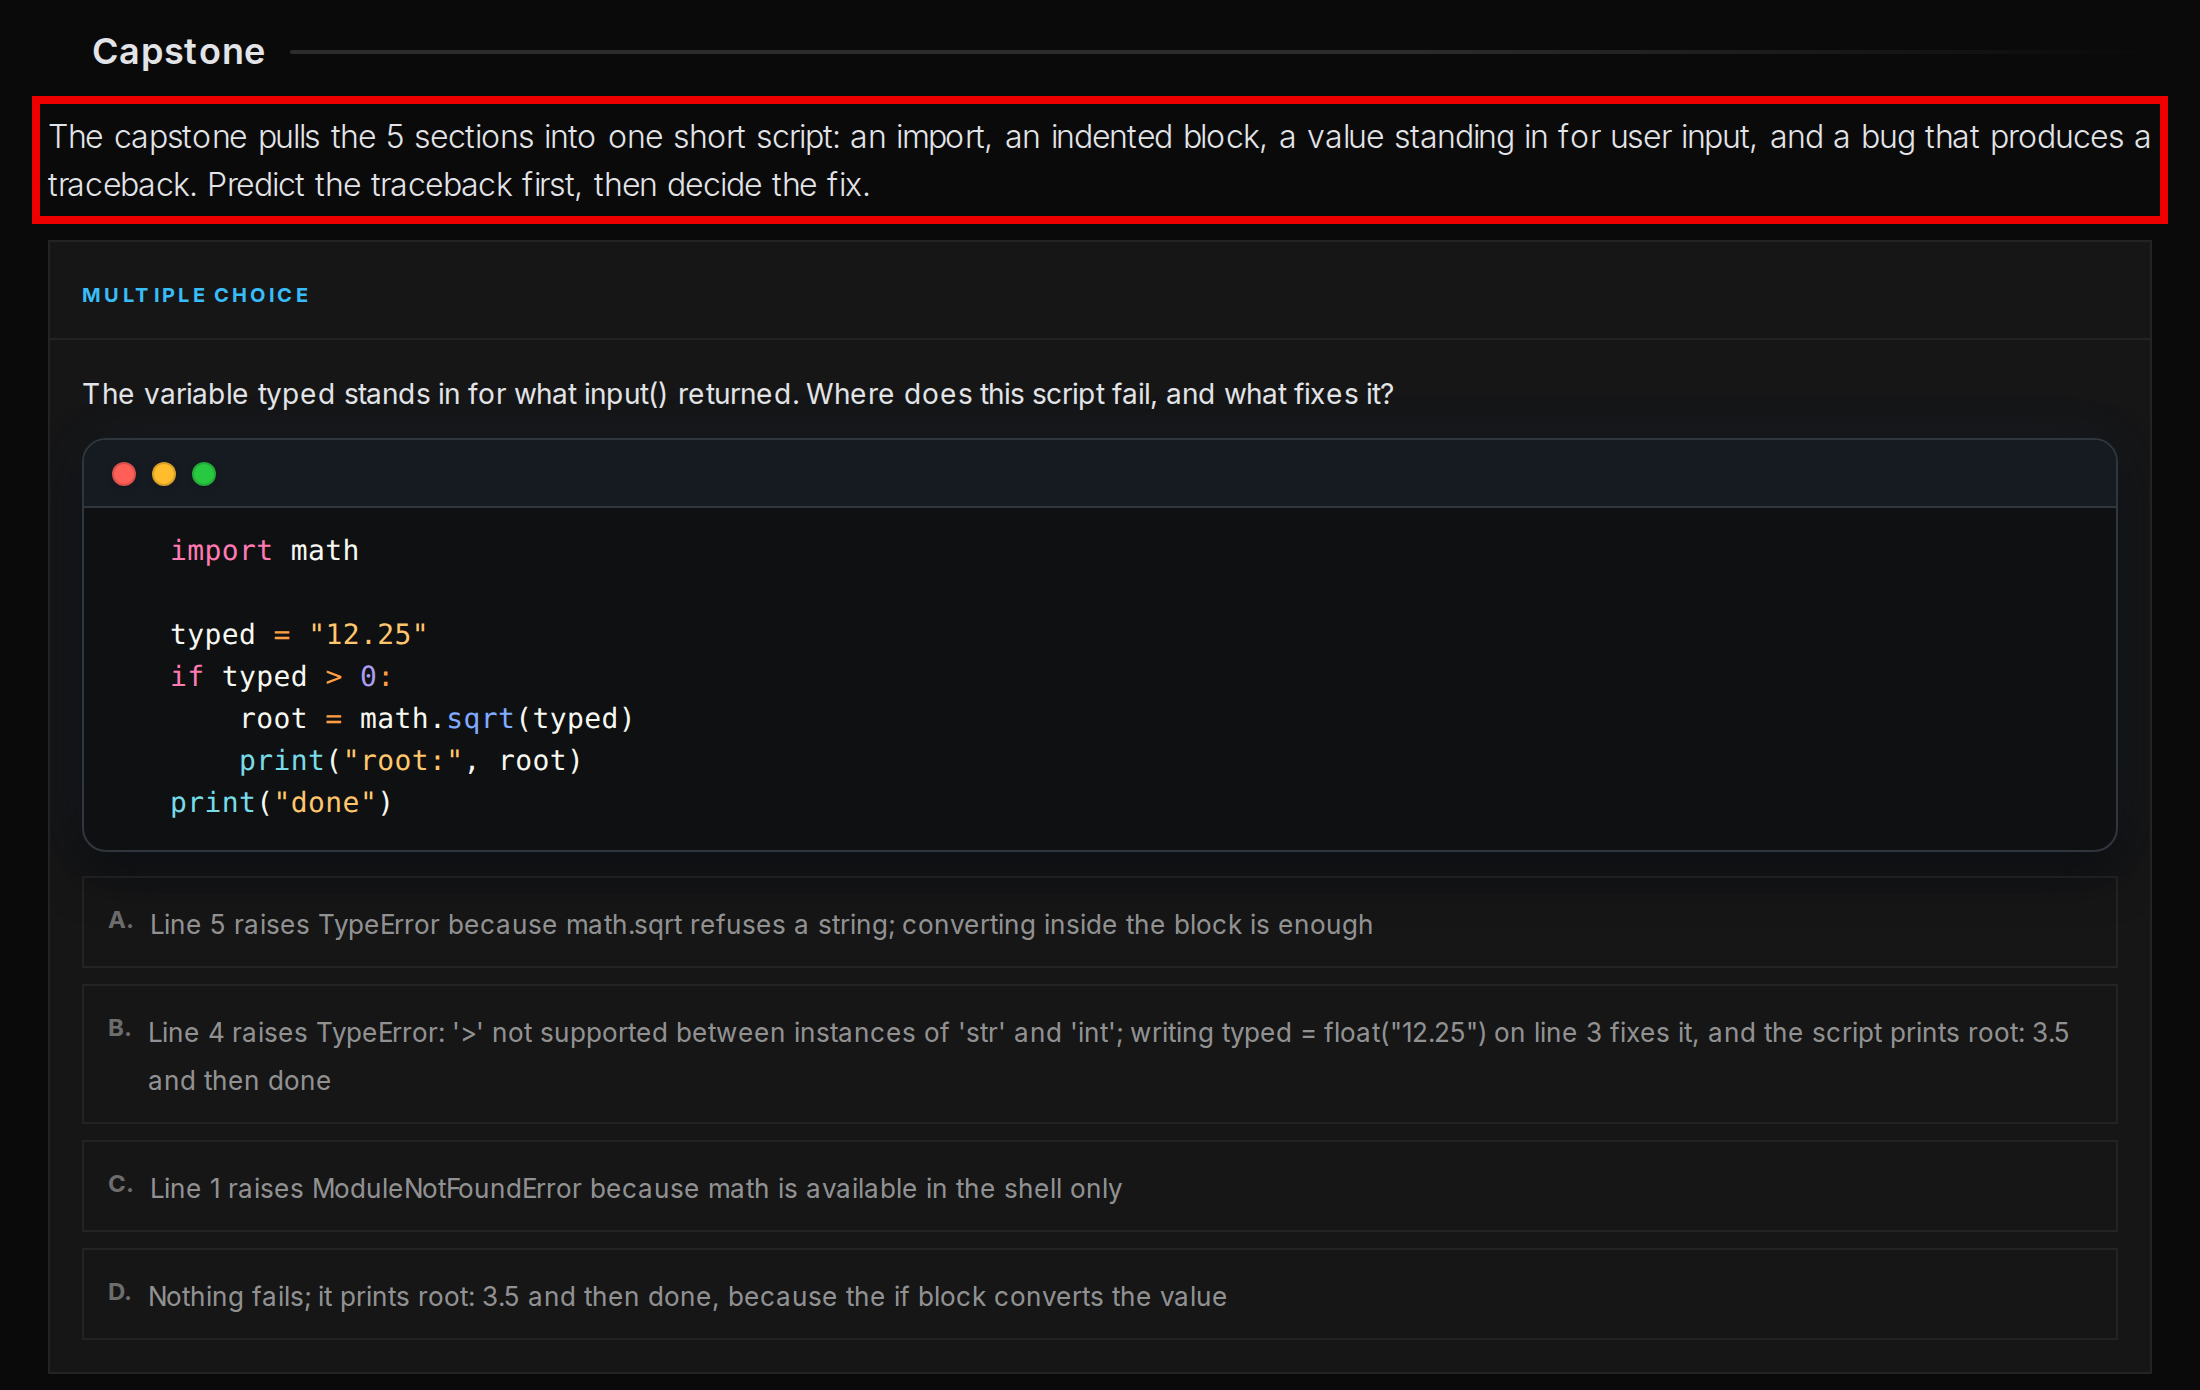 Capstone
The capstone pulls the 5 sections into one short script: an import, an indented block, a value standing in for user input, and a bug that produces a
traceback. Predict the traceback first, then decide the fix.
MULTIPLE CHOICE
The variable typed stands in for what input() returned. Where does this script fail, and what fixes it?
import math
typed = "12.25"
if typed > 0:
    root = math.sqrt(typed)
    print("root:", root)
print("done")
A. Line 5 raises TypeError because math.sqrt refuses a string; converting inside the block is enough
B. Line 4 raises TypeError: '>' not supported between instances of 'str' and 'int'; writing typed = float("12.25") on line 3 fixes it, and the script prints root: 3.5
and then done
C. Line 1 raises ModuleNotFoundError because math is available in the shell only
D. Nothing fails; it prints root: 3.5 and then done, because the if block converts the value